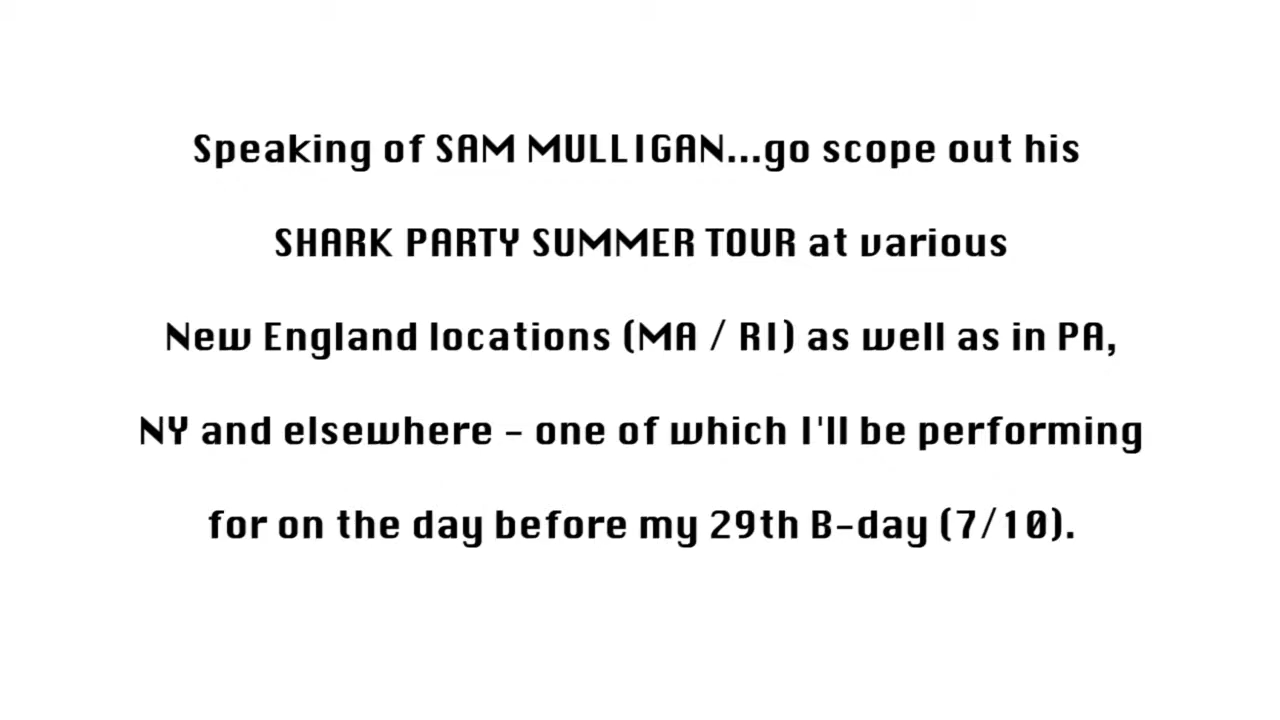 Speaking of SAM MULLIGAN...go scope out his
SHARK PARTY SUMMER TOUR at various
New England locations (MA / RI) as well as in PA,
NY and elsewhere - one of which I'll be performing
for on the day before my 29th B-day (7/10).